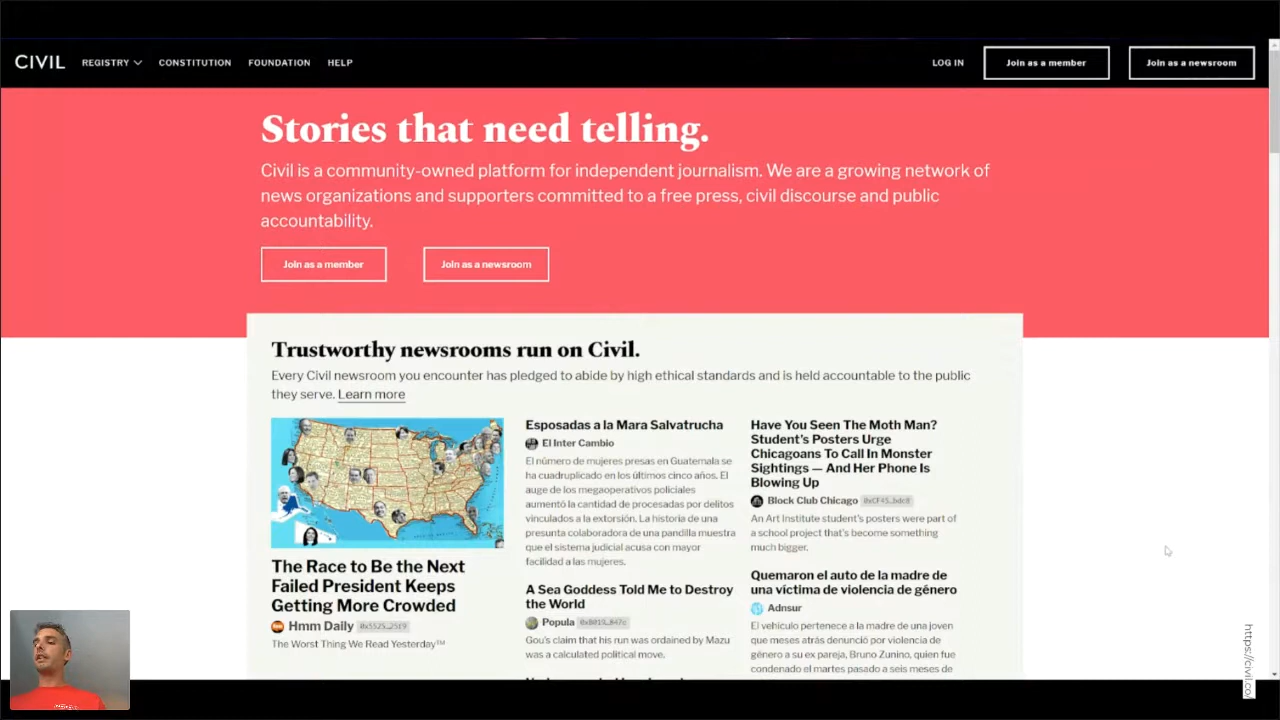 CIVIL REGISTRY CONSTITUTION FOUNDATION HELP LOG IN Join as a member Join as a newsroom
Stories that need telling.
Civil is a community-owned platform for independent journalism. We are a growing network of
news organizations and supporters committed to a free press, civil discourse and public
accountability.
Join as a member Join as a newsroom
Trustworthy newsrooms run on Civil.
Every Civil newsroom you encounter has pledged to abide by high ethical standards and is held accountable to the public
they serve. Learn more
The Race to Be the Next
Failed President Keeps
Getting More Crowded
Hmm Daily
The Worst Thing We Read Yesterday™
Esposadas a la Mara Salvatrucha
El Inter Cambio
El número de mujeres presas en Guatemala se
ha cuadruplicado en los últimos cinco años. El
auge de los megaoperativos policiales
aumentó la cantidad de procesadas por delitos
vinculados a la extorsión. La historia de una
presunta colaboradora de una pandilla muestra
que el sistema judicial acusa con mayor
facilidad a las mujeres.
A Sea Goddess Told Me to Destroy
the World
Popula
Gou's claim that his run was ordained by Mazu
was a calculated political move.
Have You Seen The Moth Man?
Student's Posters Urge
Chicagoans To Call In Monster
Sightings — And Her Phone Is
Blowing Up
Block Club Chicago
An Art Institute student's posters were part of
a school project that's become something
much bigger.
Quemaron el auto de la madre de
una víctima de violencia de género
Adnsur
El vehículo pertenece a la madre de una joven
que meses atrás denunció por violencia de
género a su ex pareja, Bruno Zunino, quien fue
condenado el martes pasado a seis meses de
https://civil.co/